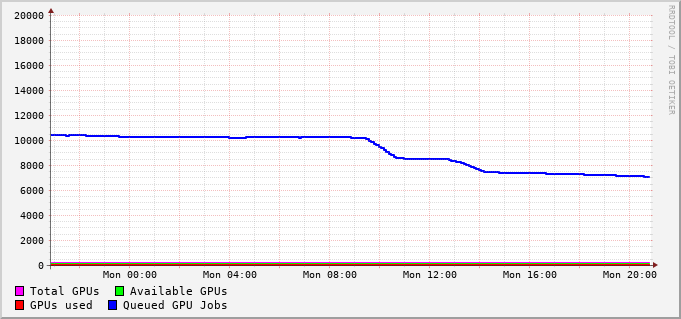 20000
18000
16000
14000
12000
10000
8000
6000
4000
2000
0
Mon 00:00 Mon 04:00 Mon 08:00 Mon 12:00 Mon 16:00 Mon 20:00
Total GPUs Available GPUs
GPUs used Queued GPU Jobs
RRDTOOL / TOBI OETIKER